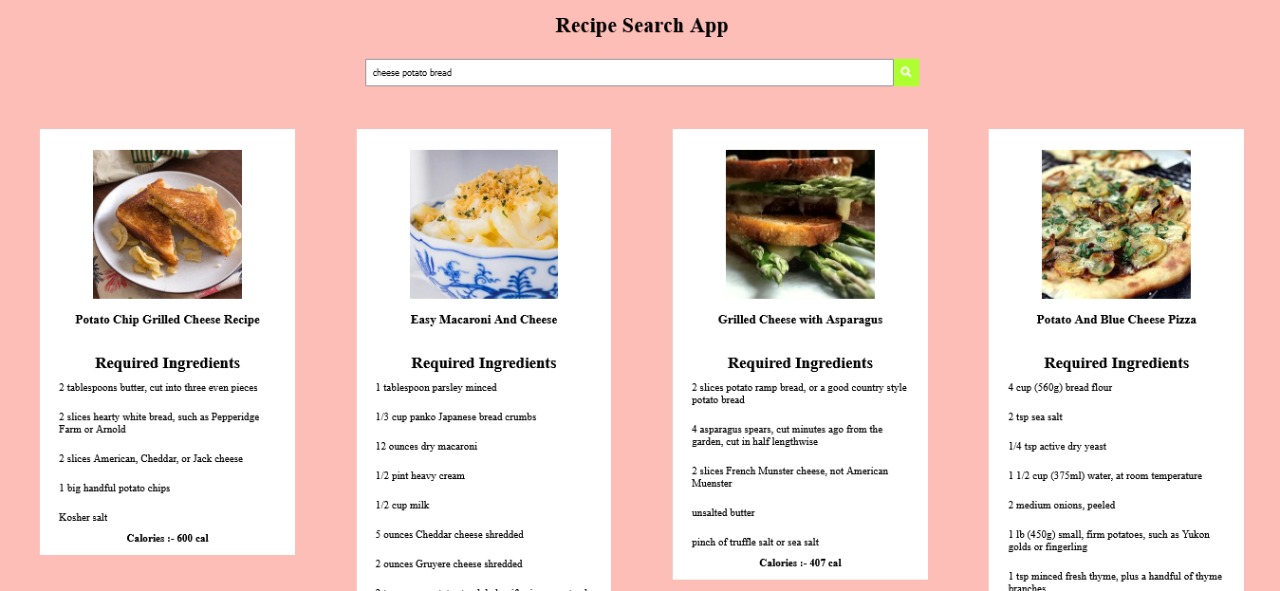 Recipe Search App
cheese potato bread
Potato Chip Grilled Cheese Recipe
Required Ingredients
2 tablespoons butter, cut into three even pieces
2 slices hearty white bread, such as Pepperidge
Farm or Arnold
2 slices American, Cheddar, or Jack cheese
1 big handful potato chips
Kosher salt
Calories :- 600 cal
Easy Macaroni And Cheese
Required Ingredients
1 tablespoon parsley minced
1/3 cup panko Japanese bread crumbs
12 ounces dry macaroni
1/2 pint heavy cream
1/2 cup milk
5 ounces Cheddar cheese shredded
2 ounces Gruyere cheese shredded
Grilled Cheese with Asparagus
Required Ingredients
2 slices potato ramp bread, or a good country style
potato bread
4 asparagus spears, cut minutes ago from the
garden, cut in half lengthwise
2 slices French Munster cheese, not American
Muenster
unsalted butter
pinch of truffle salt or sea salt
Calories :- 407 cal
Potato And Blue Cheese Pizza
Required Ingredients
4 cup (560g) bread flour
2 tsp sea salt
1/4 tsp active dry yeast
1 1/2 cup (375ml) water, at room temperature
2 medium onions, peeled
1 lb (450g) small, firm potatoes, such as Yukon
golds or fingerling
1 tsp minced fresh thyme, plus a handful of thyme
branches